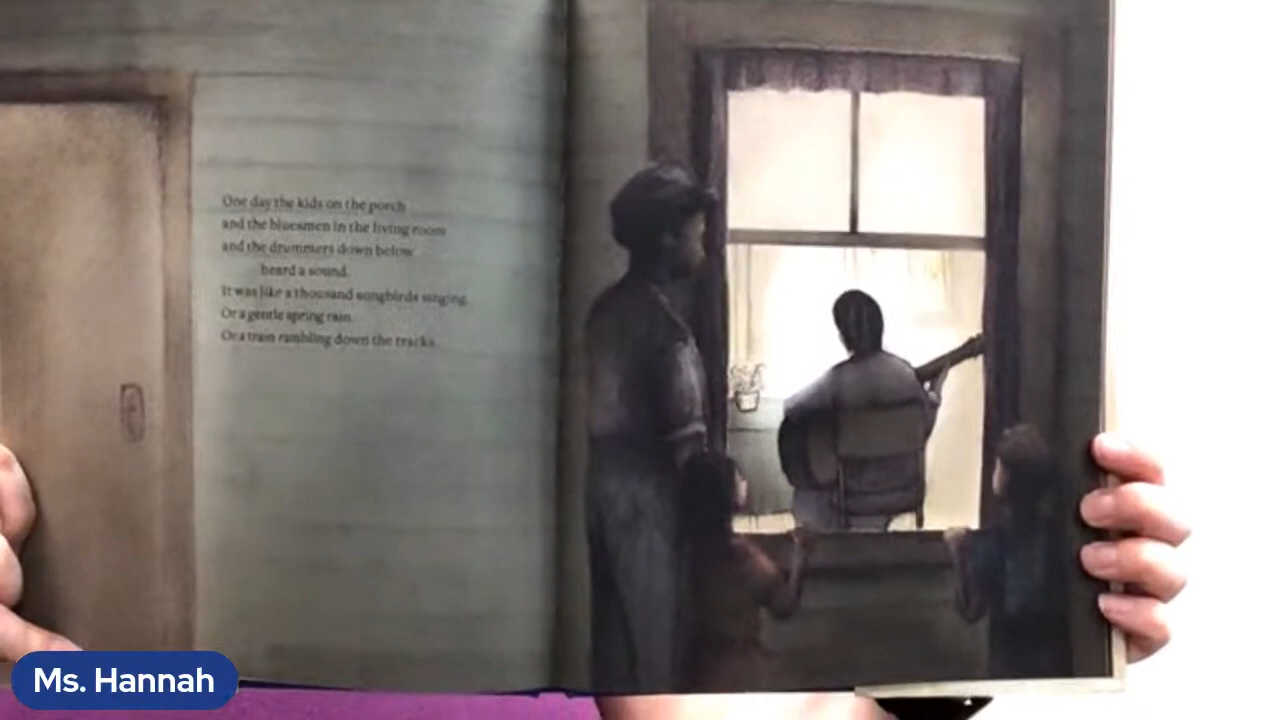 One day the kids on the porch
and the bluesmen in the living room
and the drummers down below
heard a sound.
It was like a thousand songbirds singing.
Or a gentle spring rain.
Or a train rambling down the tracks.
Ms. Hannah